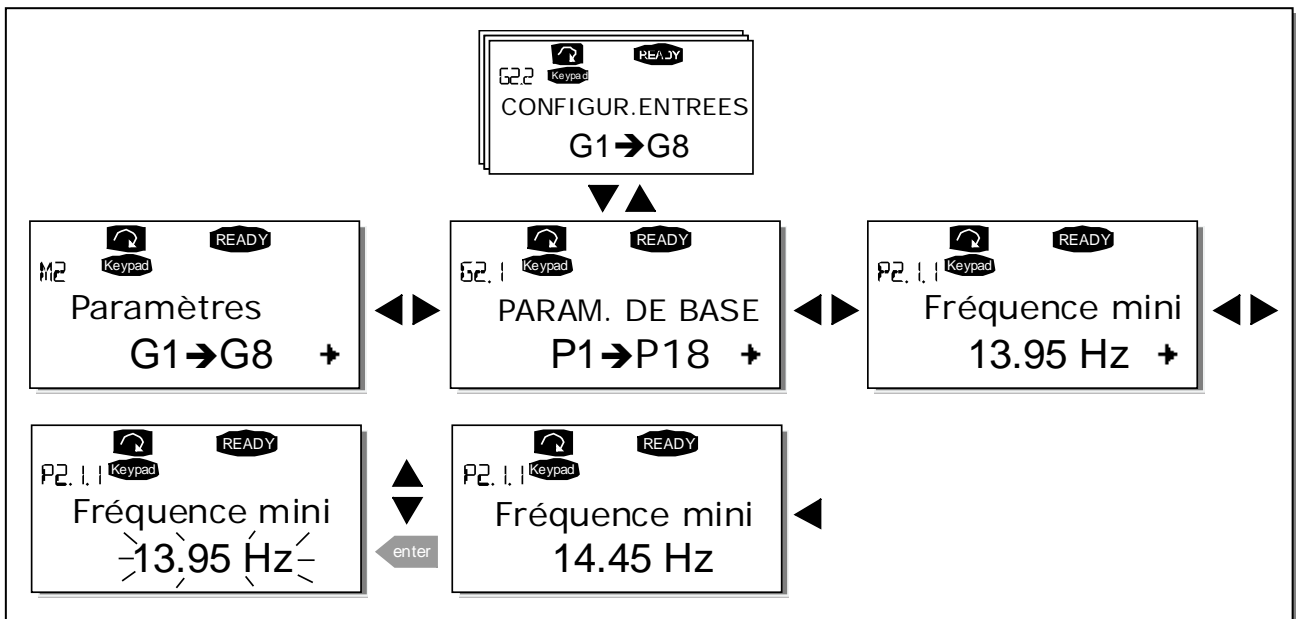 READY
G2.2 Keypad
CONFIGUR.ENTREES
G1➔G8
READY
M2 Keypad
Paramètres
G1➔G8
READY
G2.1 Keypad
PARAM. DE BASE
P1➔P18
READY
P2.1.1 Keypad
Fréquence mini
13.95 Hz
READY
P2.1.1 Keypad
Fréquence mini
13.95 Hz
enter
READY
P2.1.1 Keypad
Fréquence mini
14.45 Hz